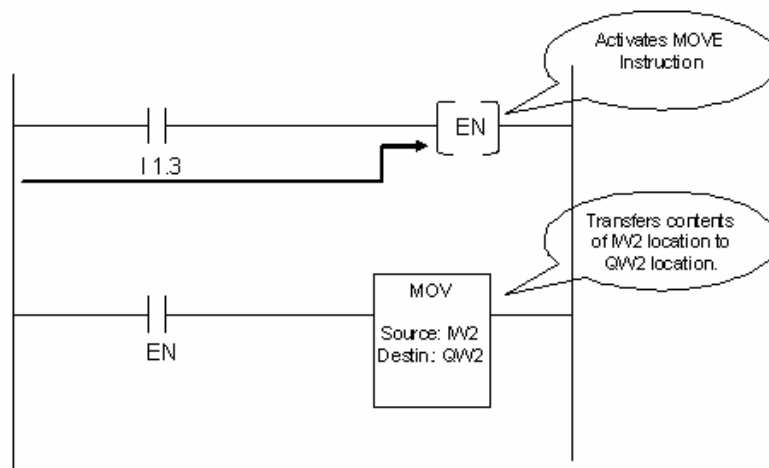 Activates MOVE
Instruction
EN
I 1.3
Transfers contents
of IW2 location to
QW2 location.
MOV
Source: IW2
Destin.: QW2
EN